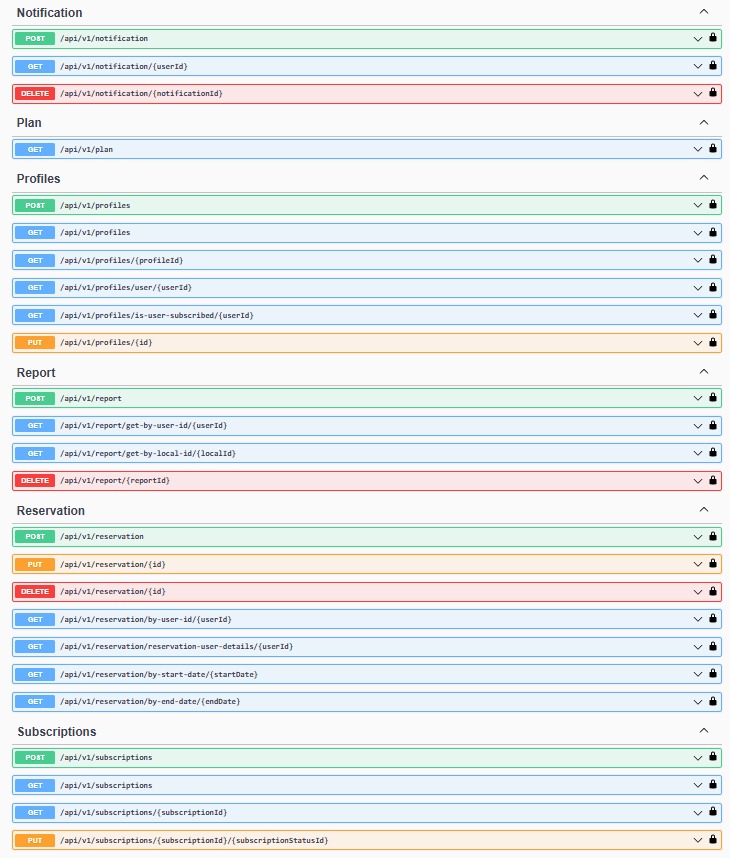 Notification
POST /api/v1/notification
GET /api/v1/notification/{userId}
DELETE /api/v1/notification/{notificationId}
Plan
GET /api/v1/plan
Profiles
POST /api/v1/profiles
GET /api/v1/profiles
GET /api/v1/profiles/{profileId}
GET /api/v1/profiles/user/{userId}
GET /api/v1/profiles/is-user-subscribed/{userId}
PUT /api/v1/profiles/{id}
Report
POST /api/v1/report
GET /api/v1/report/get-by-user-id/{userId}
GET /api/v1/report/get-by-local-id/{localId}
DELETE /api/v1/report/{reportId}
Reservation
POST /api/v1/reservation
PUT /api/v1/reservation/{id}
DELETE /api/v1/reservation/{id}
GET /api/v1/reservation/by-user-id/{userId}
GET /api/v1/reservation/reservation-user-details/{userId}
GET /api/v1/reservation/by-start-date/{startDate}
GET /api/v1/reservation/by-end-date/{endDate}
Subscriptions
POST /api/v1/subscriptions
GET /api/v1/subscriptions
GET /api/v1/subscriptions/{subscriptionId}
PUT /api/v1/subscriptions/{subscriptionId}/{subscriptionStatusId}